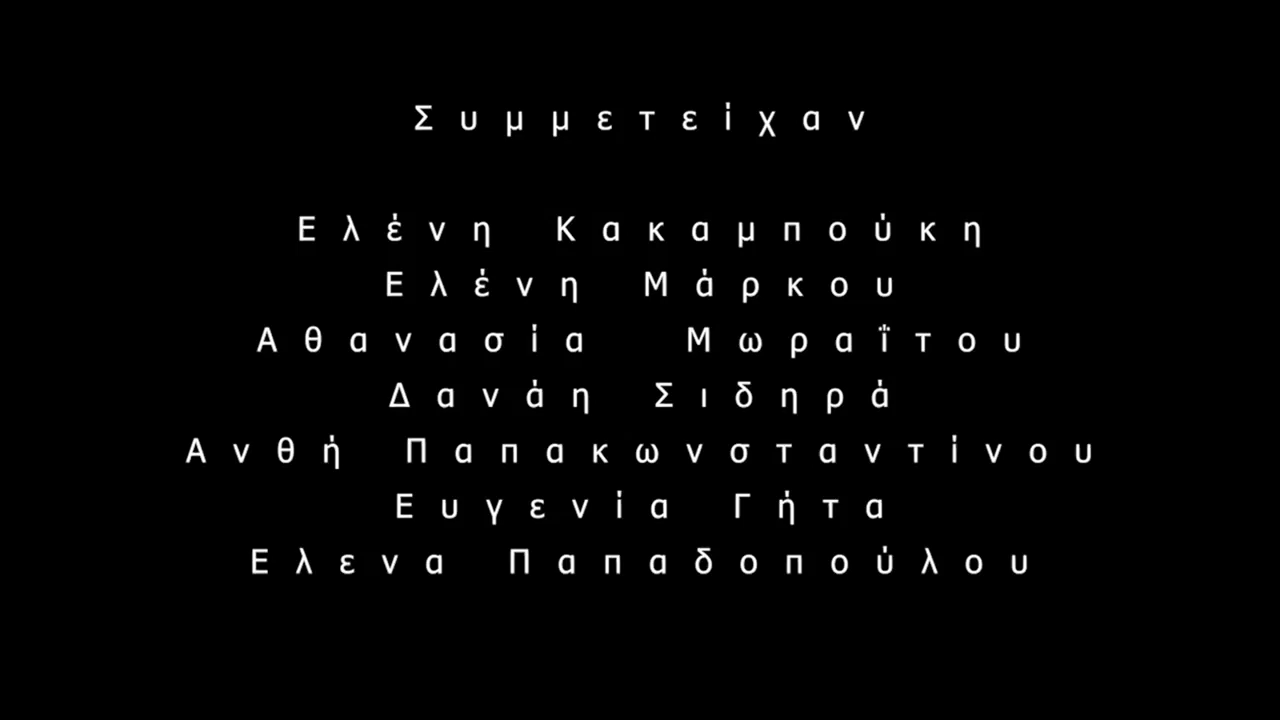 Συμμετείχαν
Ελένη Κακαμπούκη
Ελένη Μάρκου
Αθανασία Μωραΐτου
Δανάη Σιδηρά
Ανθή Παπακωνσταντίνου
Ευγενία Γήτα
Ελενα Παπαδοπούλου